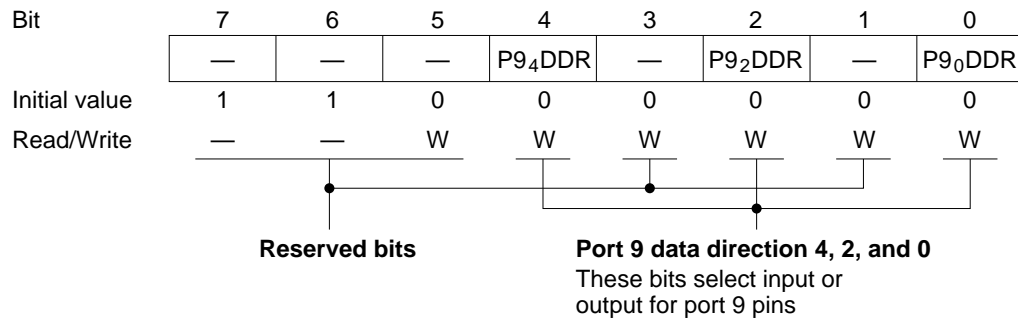 Bit 7 6 5 4 3 2 1 0
— — — P9₄DDR — P9₂DDR — P9₀DDR
Initial value 1 1 0 0 0 0 0 0
Read/Write — — W W W W W W
Reserved bits Port 9 data direction 4, 2, and 0
These bits select input or
output for port 9 pins